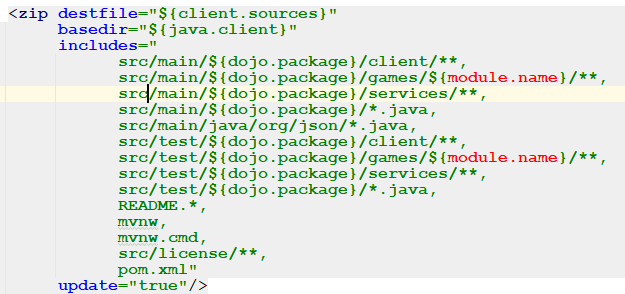 <zip destfile="${client.sources}"
basedir="${java.client}"
includes="
src/main/${dojo.package}/client/**,
src/main/${dojo.package}/games/${module.name}/**,
src/main/${dojo.package}/services/**,
src/main/${dojo.package}/*.java,
src/main/java/org/json/*.java,
src/test/${dojo.package}/client/**,
src/test/${dojo.package}/games/${module.name}/**,
src/test/${dojo.package}/services/**,
src/test/${dojo.package}/*.java,
README.*,
mvnw,
mvnw.cmd,
src/license/**,
pom.xml"
update="true"/>